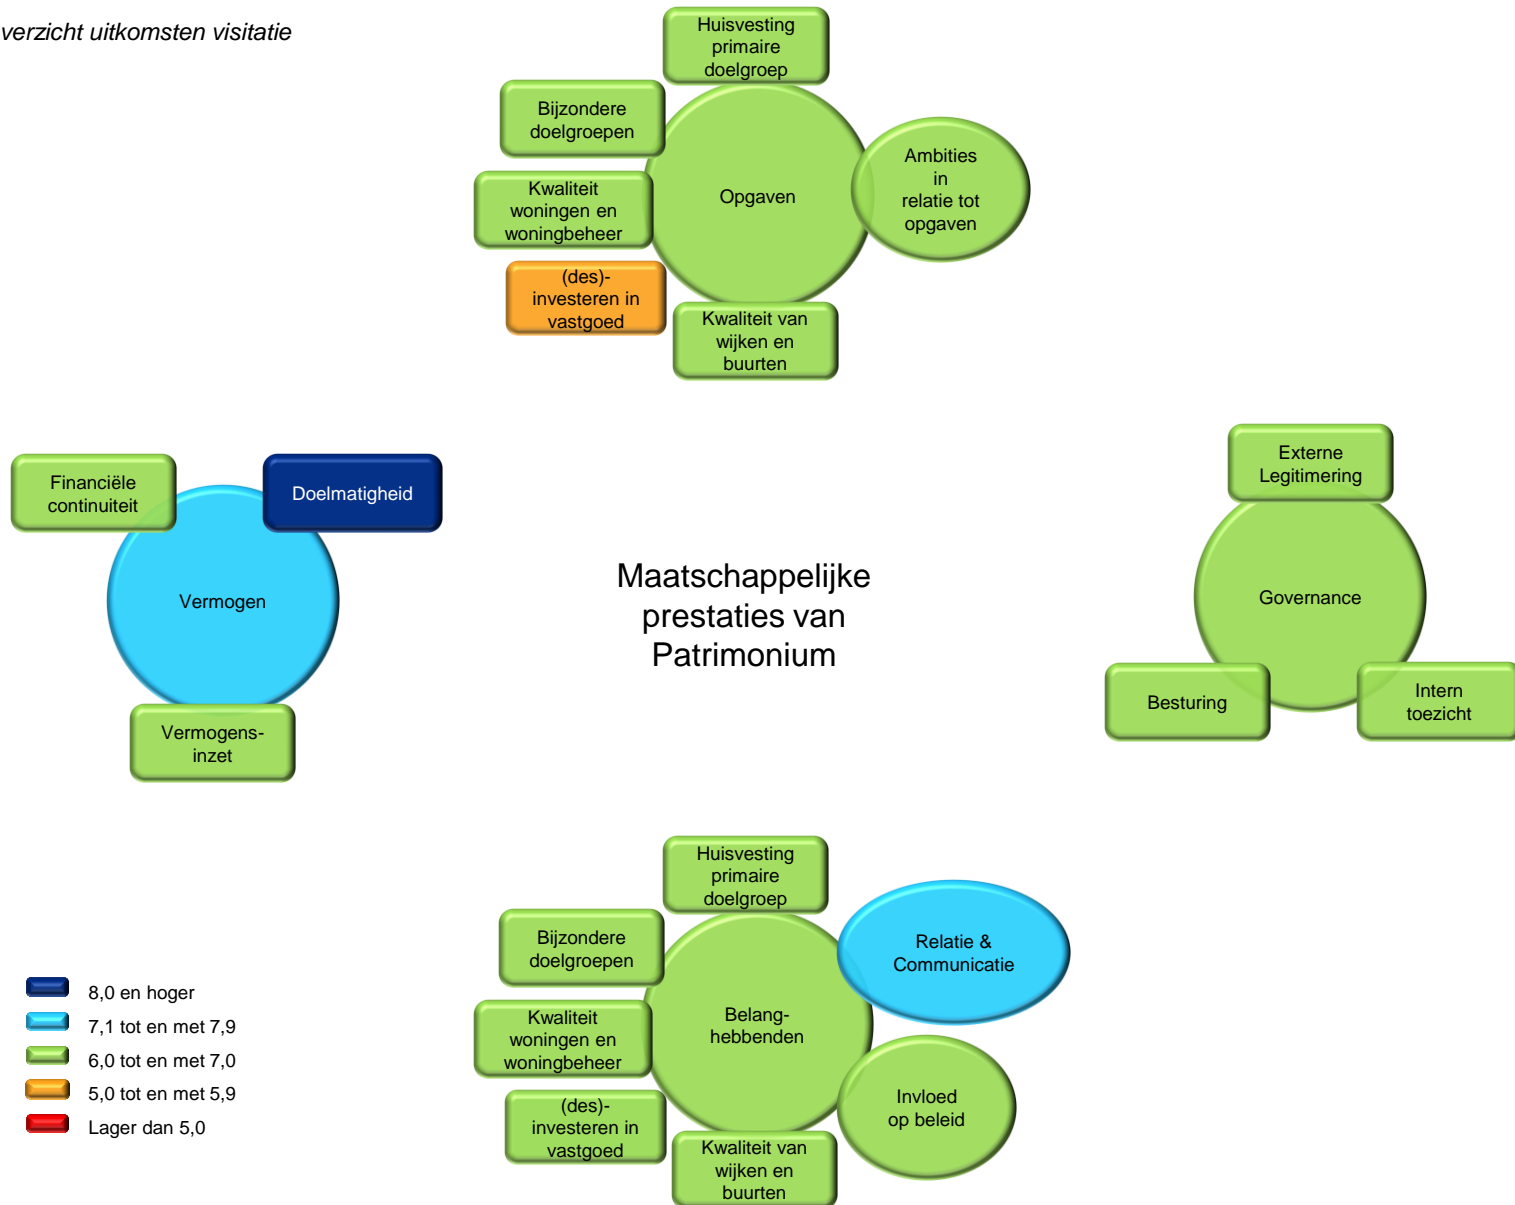 verzicht uitkomsten visitatie
Huisvesting
primaire
doelgroep
Bijzondere
doelgroepen
Kwaliteit
woningen en
woningbeheer
(des)-
investeren in
vastgoed
Kwaliteit van
wijken en
buurten
Opgaven
Ambities
in
relatie tot
opgaven
Financiële
continuiteit
Doelmatigheid
Vermogen
Vermogens-
inzet
Maatschappelijke
prestaties van
Patrimonium
Externe
Legitimering
Governance
Besturing
Intern
toezicht
Huisvesting
primaire
doelgroep
Bijzondere
doelgroepen
Kwaliteit
woningen en
woningbeheer
(des)-
investeren in
vastgoed
Kwaliteit van
wijken en
buurten
Belang-
hebbenden
Relatie &
Communicatie
Invloed
op beleid
8,0 en hoger
7,1 tot en met 7,9
6,0 tot en met 7,0
5,0 tot en met 5,9
Lager dan 5,0